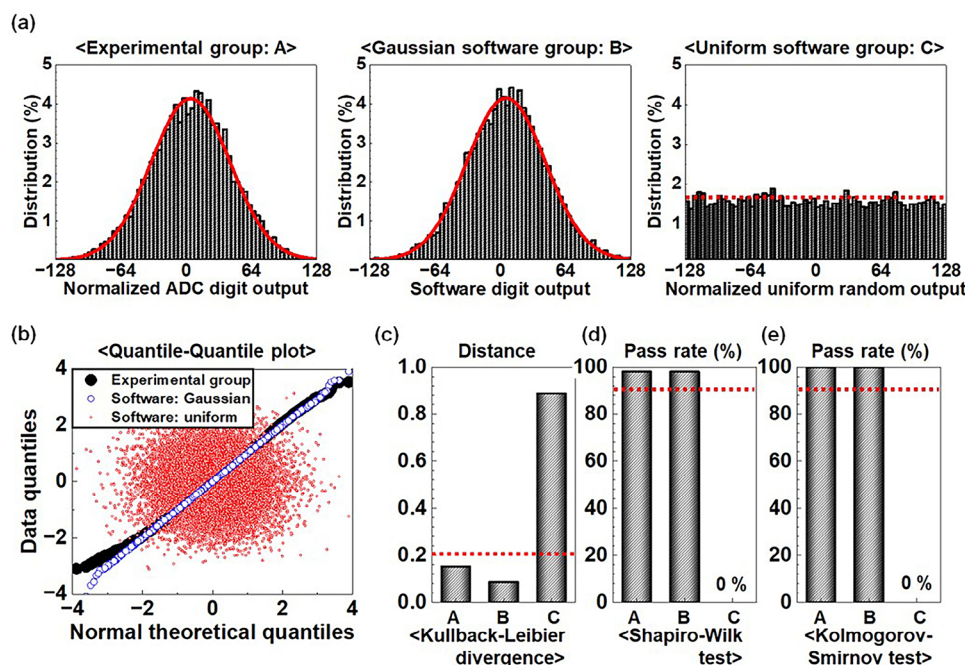 (a)
<Experimental group: A>
<Gaussian software group: B>
<Uniform software group: C>
Distribution (%)
5
4
3
2
1
−128
−64
0
64
128
Normalized ADC digit output
Distribution (%)
5
4
3
2
1
−128
−64
0
64
128
Software digit output
Distribution (%)
5
4
3
2
1
−128
−64
0
64
128
Normalized uniform random output
(b)
<Quantile-Quantile plot>
Experimental group
Software: Gaussian
Software: uniform
Data quantiles
4
2
0
−2
−4
−4
−2
0
2
4
Normal theoretical quantiles
(c)
Distance
1.0
0.8
0.6
0.4
0.2
0.0
A
B
C
<Kullback-Leibier
divergence>
(d)
Pass rate (%)
100
80
60
40
20
0
0 %
A
B
C
<Shapiro-Wilk
test>
(e)
Pass rate (%)
100
80
60
40
20
0
0 %
A
B
C
<Kolmogorov-
Smirnov test>